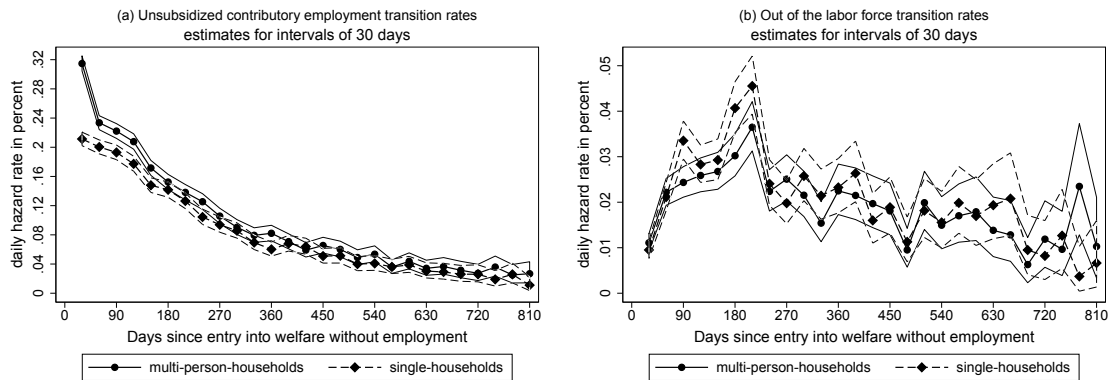 (a) Unsubsidized contributory employment transition rates
estimates for intervals of 30 days
daily hazard rate in percent
.32
.28
.24
.2
.16
.12
.08
.04
0
0 90 180 270 360 450 540 630 720 810
Days since entry into welfare without employment
multi-person-households single-households
(b) Out of the labor force transition rates
estimates for intervals of 30 days
daily hazard rate in percent
.05
.04
.03
.02
.01
0
0 90 180 270 360 450 540 630 720 810
Days since entry into welfare without employment
multi-person-households single-households